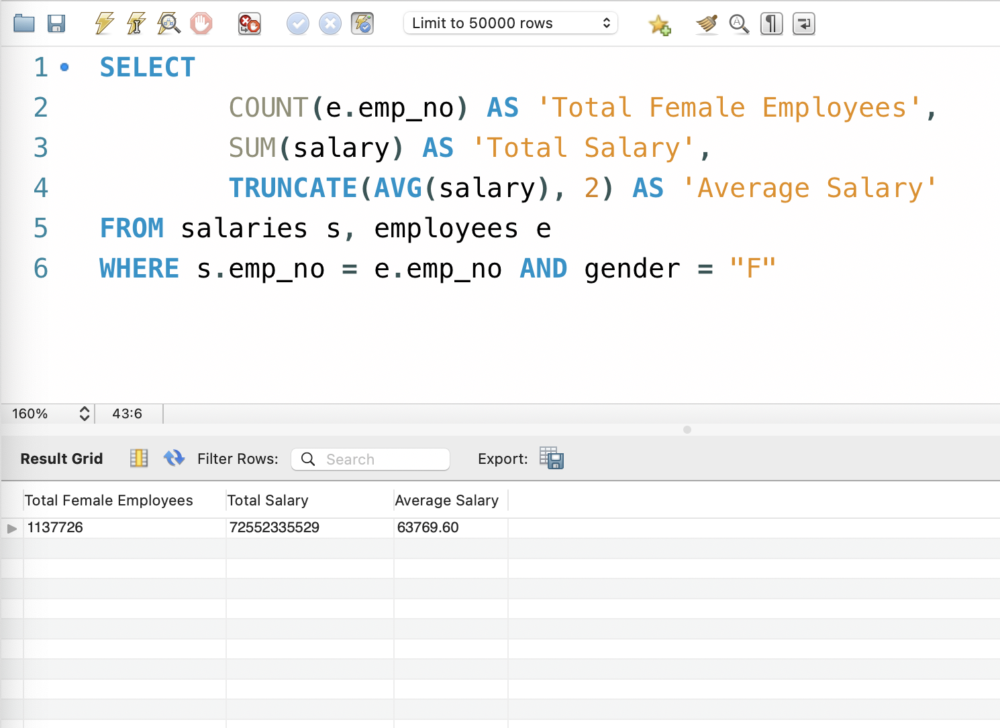 Limit to 50000 rows
1 SELECT
2 COUNT(e.emp_no) AS 'Total Female Employees',
3 SUM(salary) AS 'Total Salary',
4 TRUNCATE(AVG(salary), 2) AS 'Average Salary'
5 FROM salaries s, employees e
6 WHERE s.emp_no = e.emp_no AND gender = "F"
160% 43:6
Result Grid Filter Rows: Search Export:
Total Female Employees Total Salary Average Salary
1137726 72552335529 63769.60